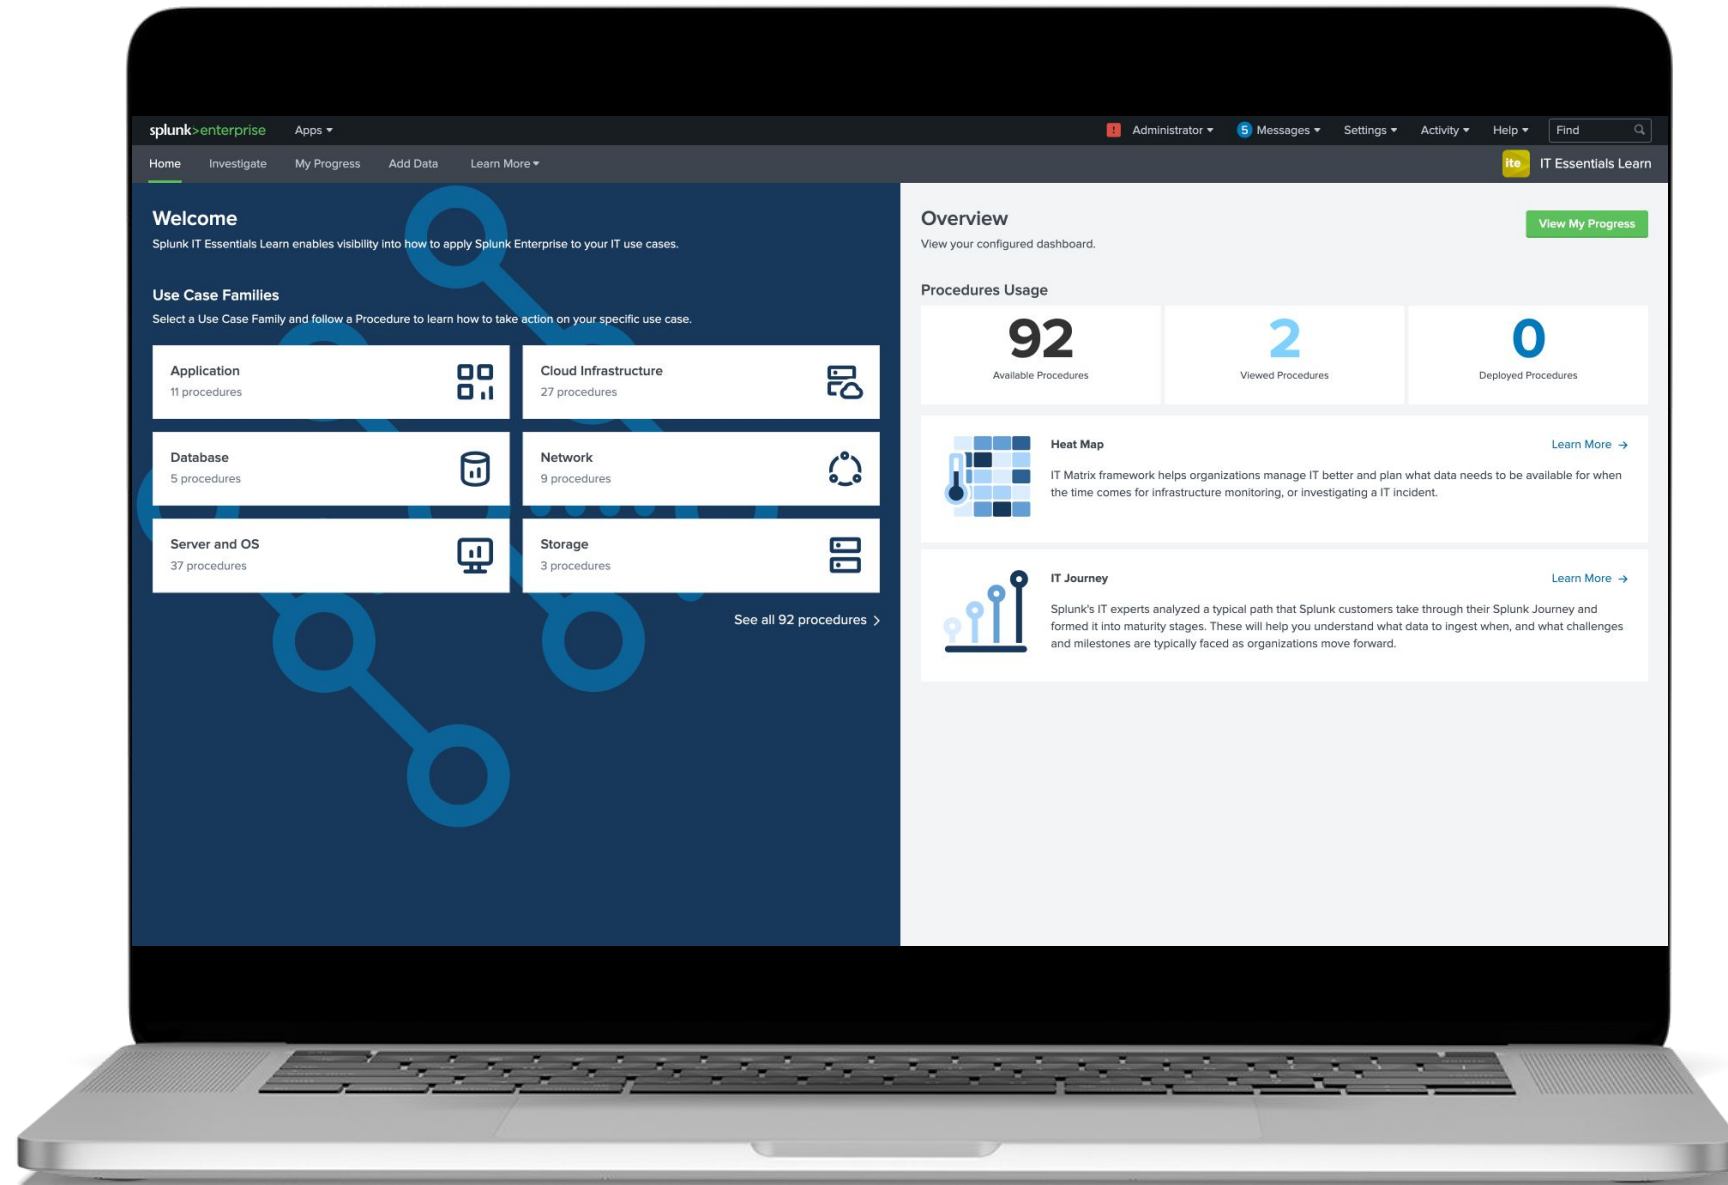 splunk>enterprise Apps
! Administrator 5 Messages Settings Activity Help Find
Home Investigate My Progress Add Data Learn More
ite IT Essentials Learn
Welcome
Splunk IT Essentials Learn enables visibility into how to apply Splunk Enterprise to your IT use cases.
Use Case Families
Select a Use Case Family and follow a Procedure to learn how to take action on your specific use case.
Application
11 procedures
Cloud Infrastructure
27 procedures
Database
5 procedures
Network
9 procedures
Server and OS
37 procedures
Storage
3 procedures
See all 92 procedures >
Overview
View your configured dashboard.
View My Progress
Procedures Usage
92
Available Procedures
2
Viewed Procedures
0
Deployed Procedures
Heat Map
Learn More →
IT Matrix framework helps organizations manage IT better and plan what data needs to be available for when
the time comes for infrastructure monitoring, or investigating a IT incident.
IT Journey
Learn More →
Splunk's IT experts analyzed a typical path that Splunk customers take through their Splunk Journey and
formed it into maturity stages. These will help you understand what data to ingest when, and what challenges
and milestones are typically faced as organizations move forward.